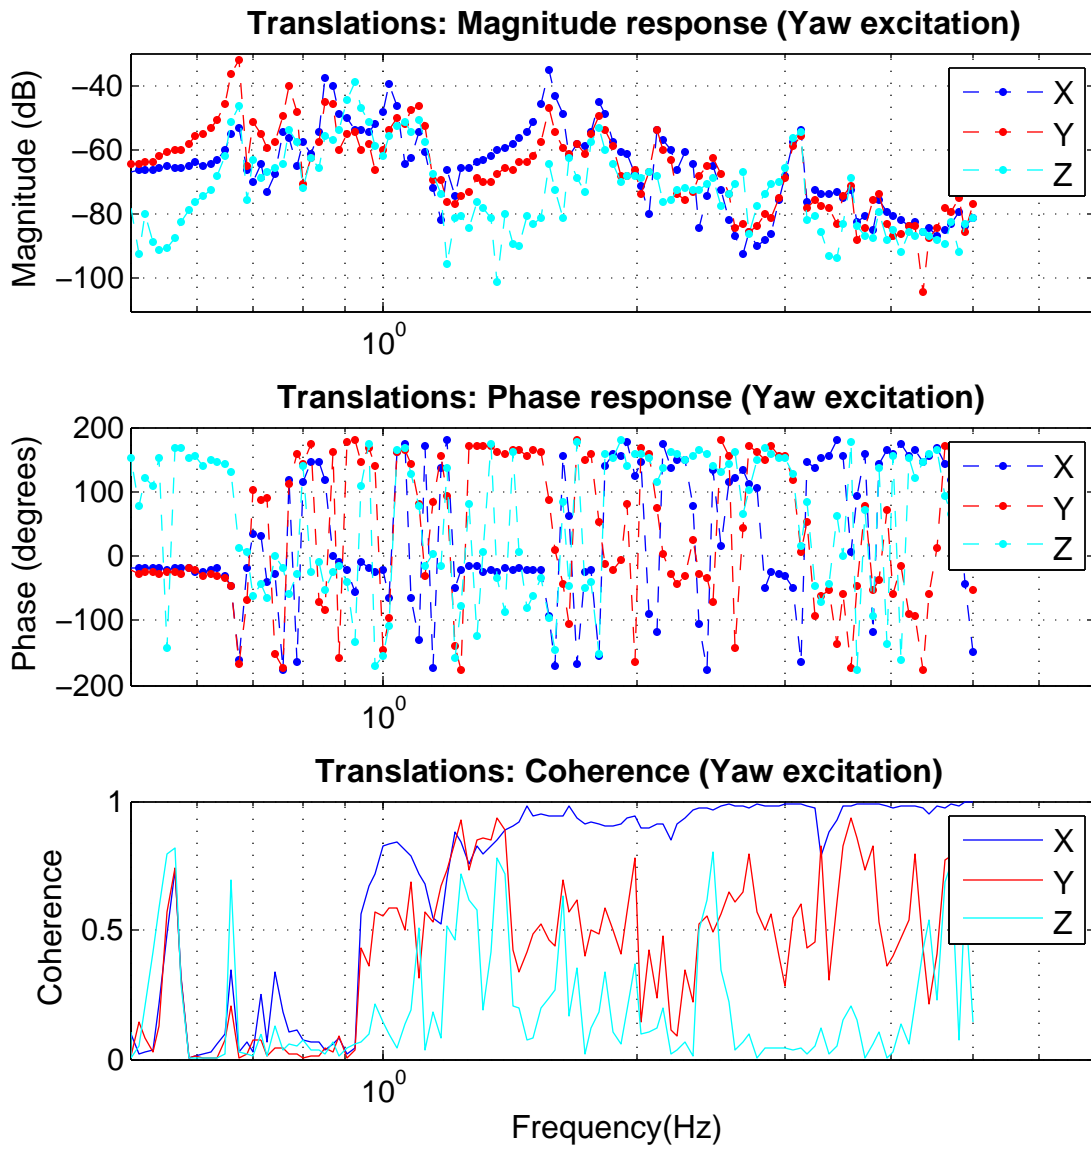 Translations: Magnitude response (Yaw excitation)
Magnitude (dB)
−40
−60
−80
−100
10^0
X
Y
Z
Translations: Phase response (Yaw excitation)
Phase (degrees)
200
100
0
−100
−200
10^0
X
Y
Z
Translations: Coherence (Yaw excitation)
Coherence
1
0.5
0
10^0
X
Y
Z
Frequency(Hz)